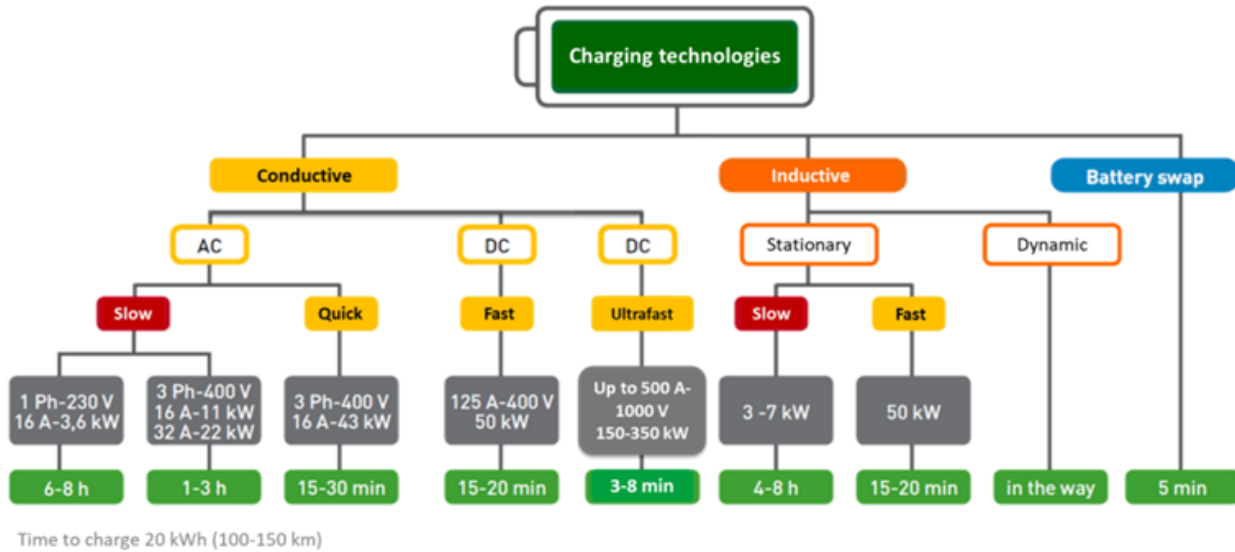 Charging technologies
Conductive
Inductive
Battery swap
AC
DC
DC
Stationary
Dynamic
Slow
Quick
Fast
Ultrafast
Slow
Fast
1 Ph-230 V
16 A-3,6 kW
3 Ph-400 V
16 A-11 kW
32 A-22 kW
3 Ph-400 V
16 A-43 kW
125 A-400 V
50 kW
Up to 500 A-
1000 V
150-350 kW
3 -7 kW
50 kW
6-8 h
1-3 h
15-30 min
15-20 min
3-8 min
4-8 h
15-20 min
in the way
5 min
Time to charge 20 kWh (100-150 km)